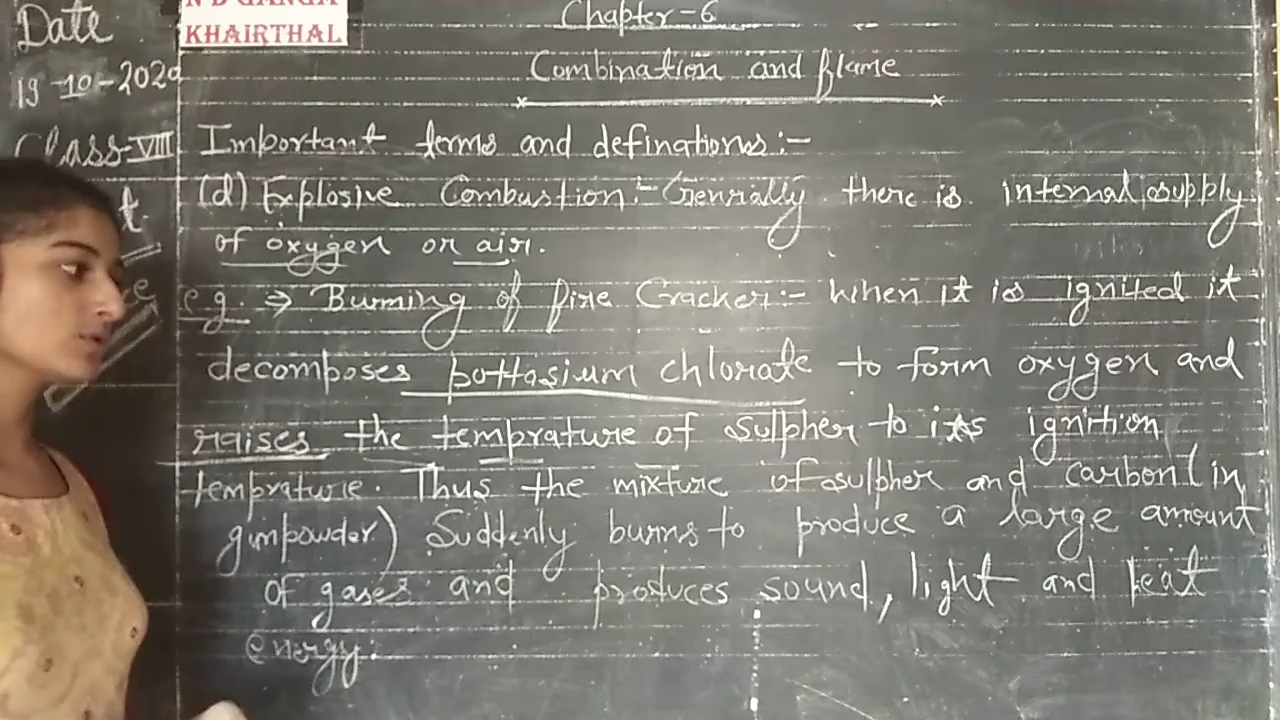 Date
KHAIRTHAL
Chapter-6
19-10-2020
Combination and flame
Class-VIII
Important terms and definations:-
(d) Explosive Combustion:- Genrially there is internal supply
of oxygen or air.
e.g. ⇒ Burning of fire Cracker:- when it is ignited it
decomposes pottasium chlorate to form oxygen and
raises the temprature of sulpher to its ignition
temprature. Thus the mixture of sulpher and carbon (in
gunpowder) Suddenly burns to produce a large amount
of gases and produces sound, light and heat
energy.